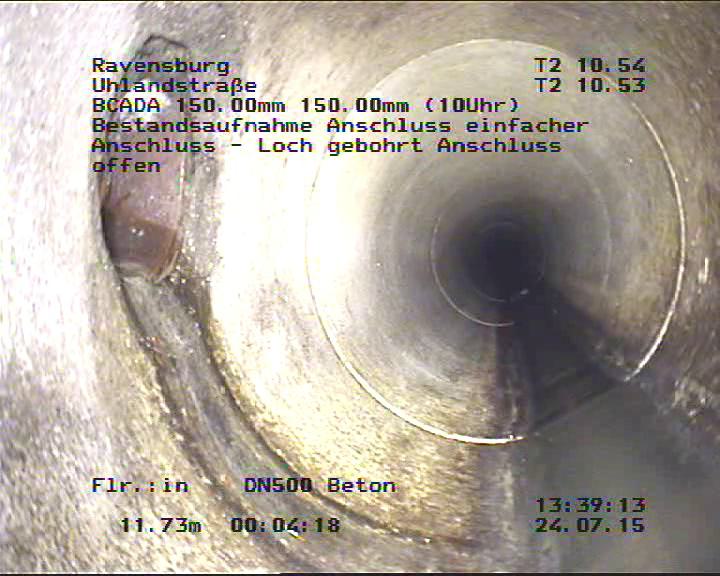 Ravensburg T2 10.54
Uhlandstraße T2 10.53
BCADA 150.00mm 150.00mm (10Uhr)
Bestandsaufnahme Anschluss einfacher
Anschluss - Loch gebohrt Anschluss
offen
Flr.:in DN500 Beton
13:39:13
11.73m 00:04:18 24.07.15